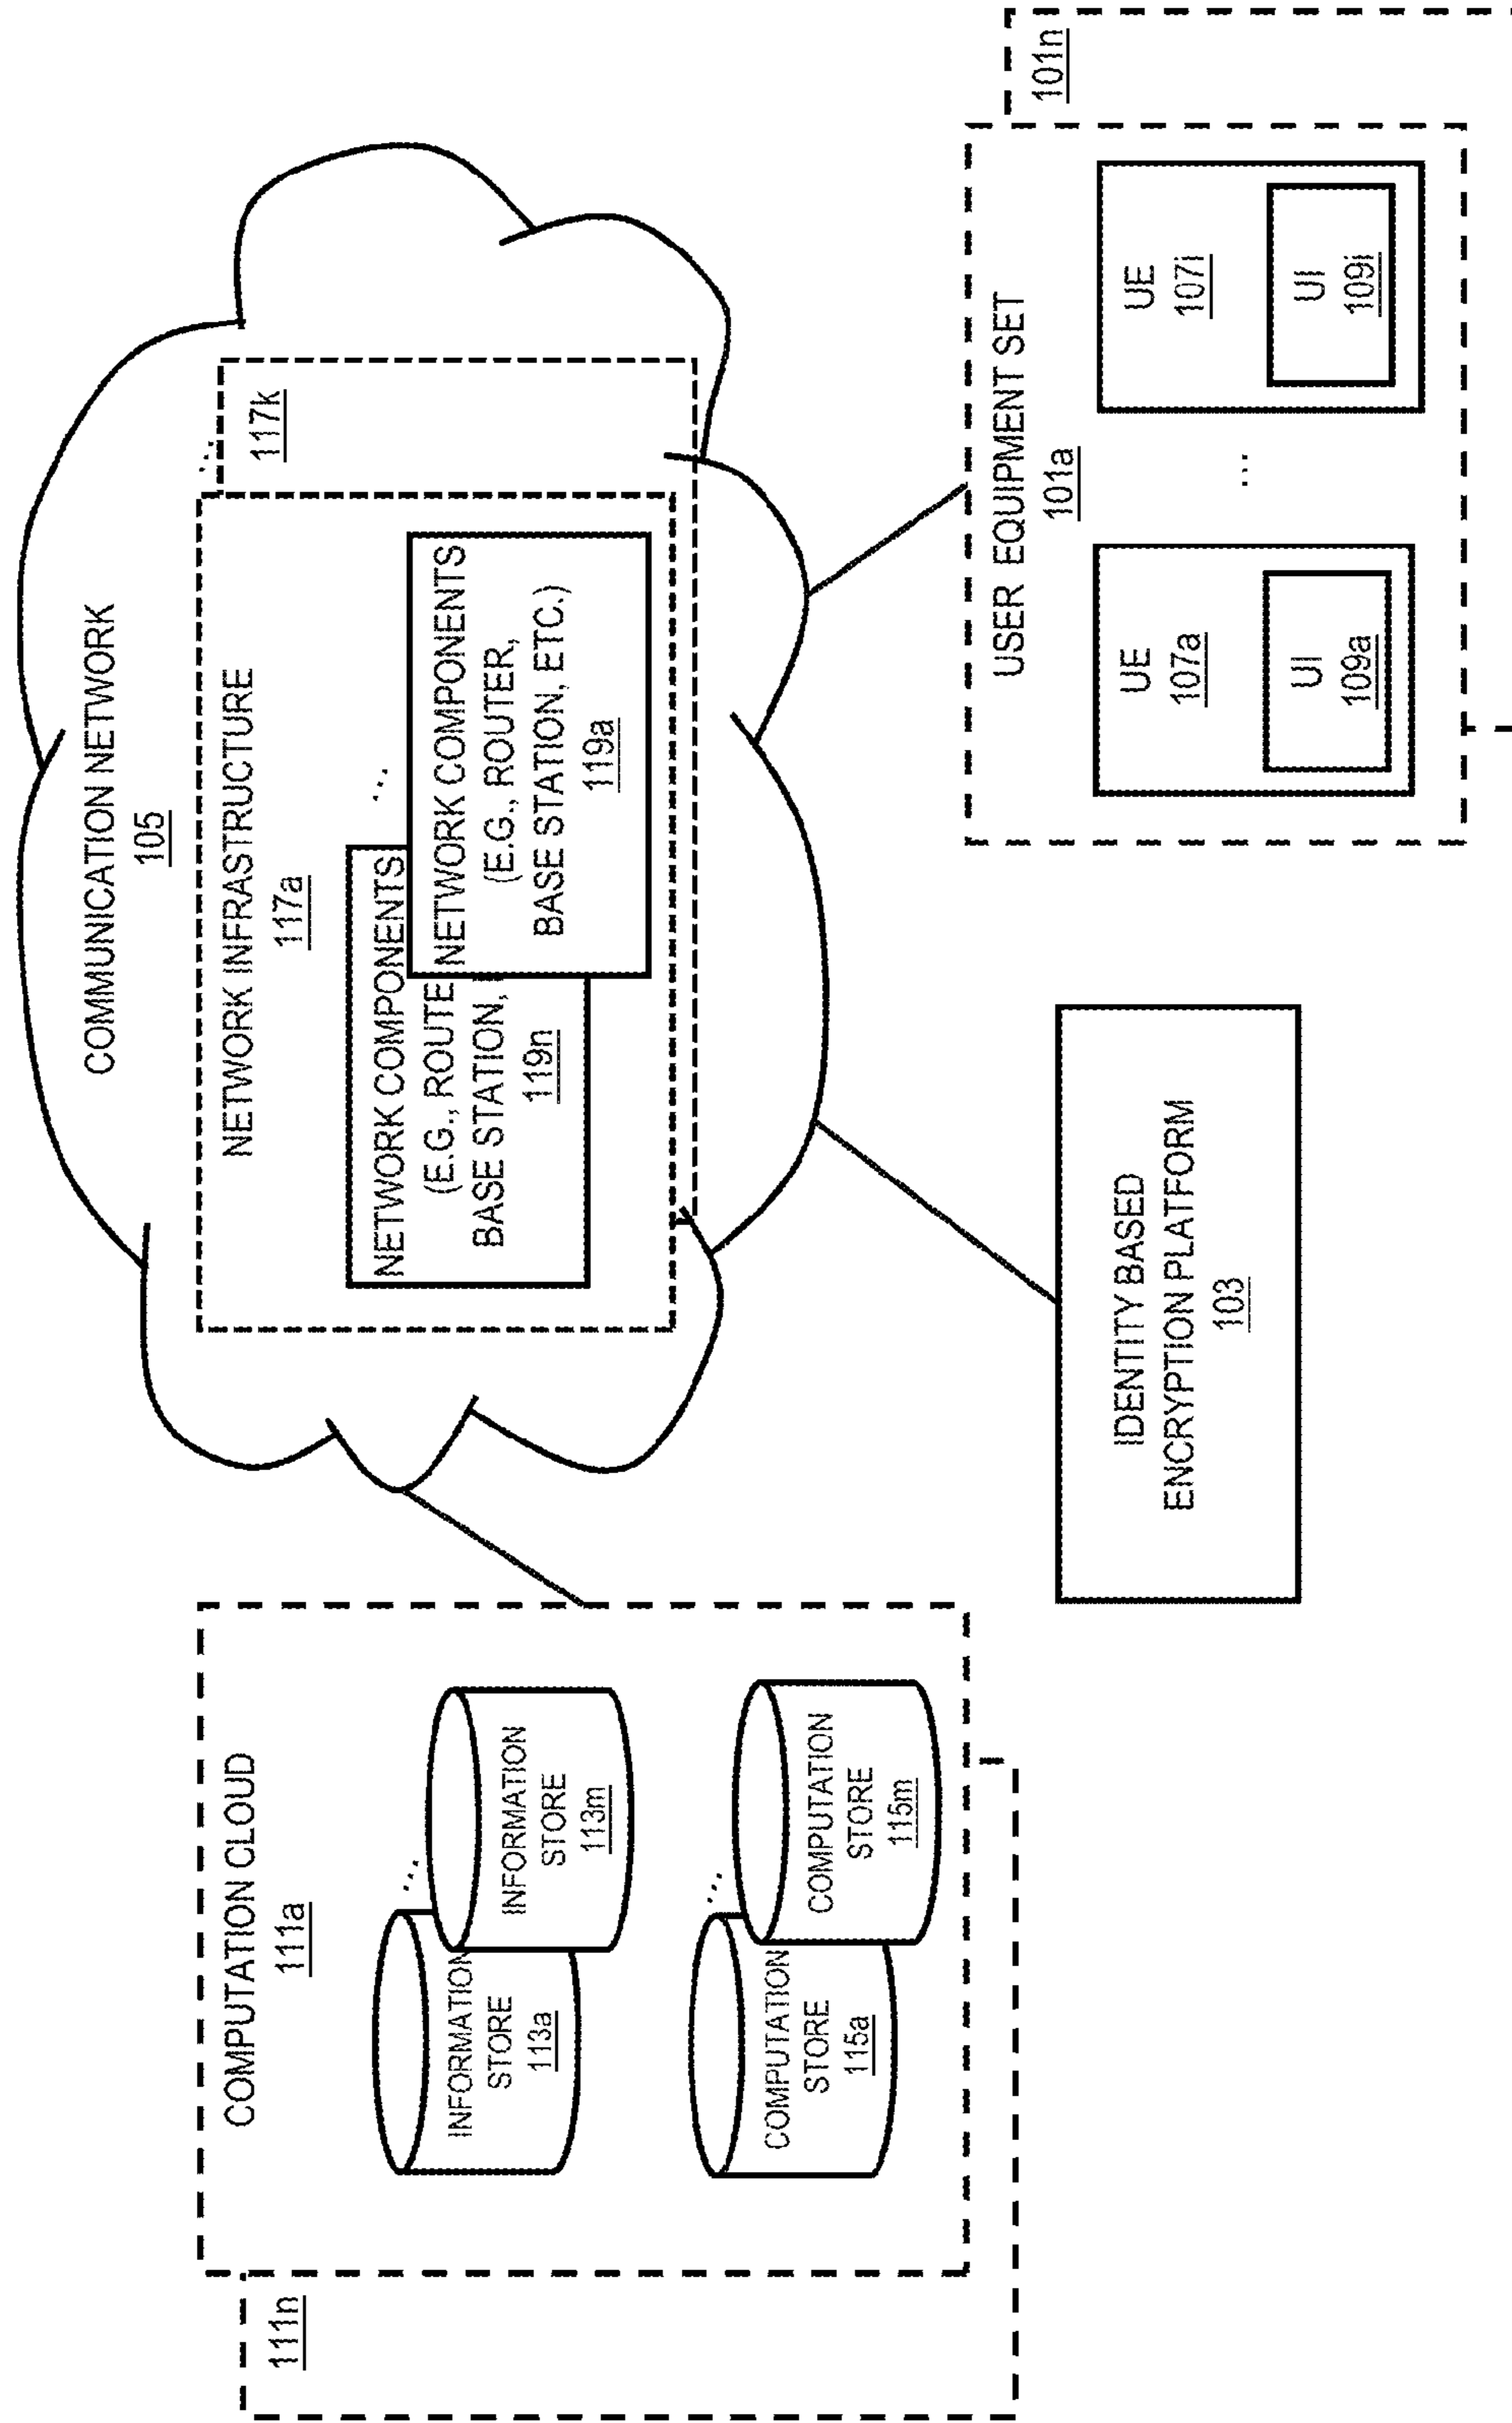 COMMUNICATION NETWORK
105
NETWORK INFRASTRUCTURE
117a
117k
...
NETWORK COMPONENTS
(E.G., ROUTE
BASE STATION,
119n
...
NETWORK COMPONENTS
(E.G., ROUTER,
BASE STATION, ETC.)
119a
COMPUTATION CLOUD
111a
111n
INFORMATION
STORE
113a
...
INFORMATION
STORE
113m
COMPUTATION
STORE
115a
...
COMPUTATION
STORE
115m
IDENTITY BASED
ENCRYPTION PLATFORM
103
USER EQUIPMENT SET
101a
101n
UE
107a
UI
109a
...
UE
107i
UI
109i